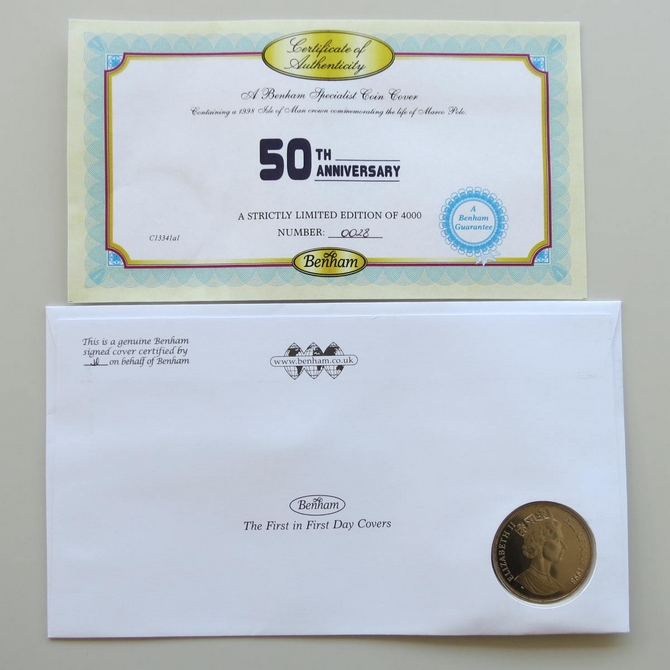 Certificate of
Authenticity
A Benham Specialist Coin Cover
Containing a 1998 Isle of Man crown commemorating the life of Marco Polo.
50TH
ANNIVERSARY
A STRICTLY LIMITED EDITION OF 4000
NUMBER: 0028
A
Benham
Guarantee
C13341a1
Benham
This is a genuine Benham
signed cover certified by
on behalf of Benham
www.benham.co.uk
Benham
The First in First Day Covers
ELIZABETH II